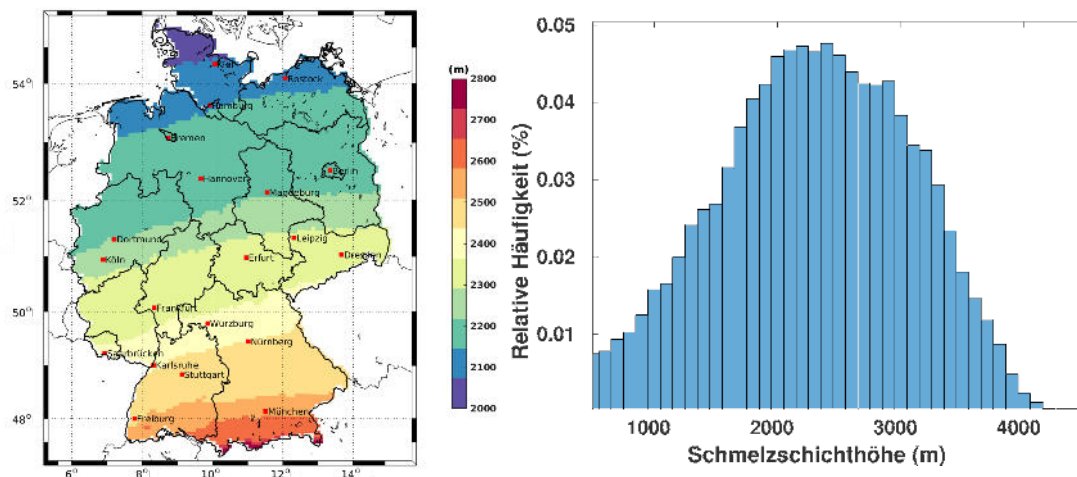 (m)
2800
2700
2600
2500
2400
2300
2200
2100
2000
54°
52°
50°
48°
6°
8°
10°
12°
14°
Kiel
Rostock
Hamburg
Bremen
Berlin
Hannover
Magdeburg
Dortmund
Leipzig
Köln
Erfurt
Dresden
Frankfurt
Würzburg
Nürnberg
Saarbrücken
Karlsruhe
Stuttgart
München
Freiburg
Relative Häufigkeit (%)
0.05
0.04
0.03
0.02
0.01
1000
2000
3000
4000
Schmelzschichthöhe (m)